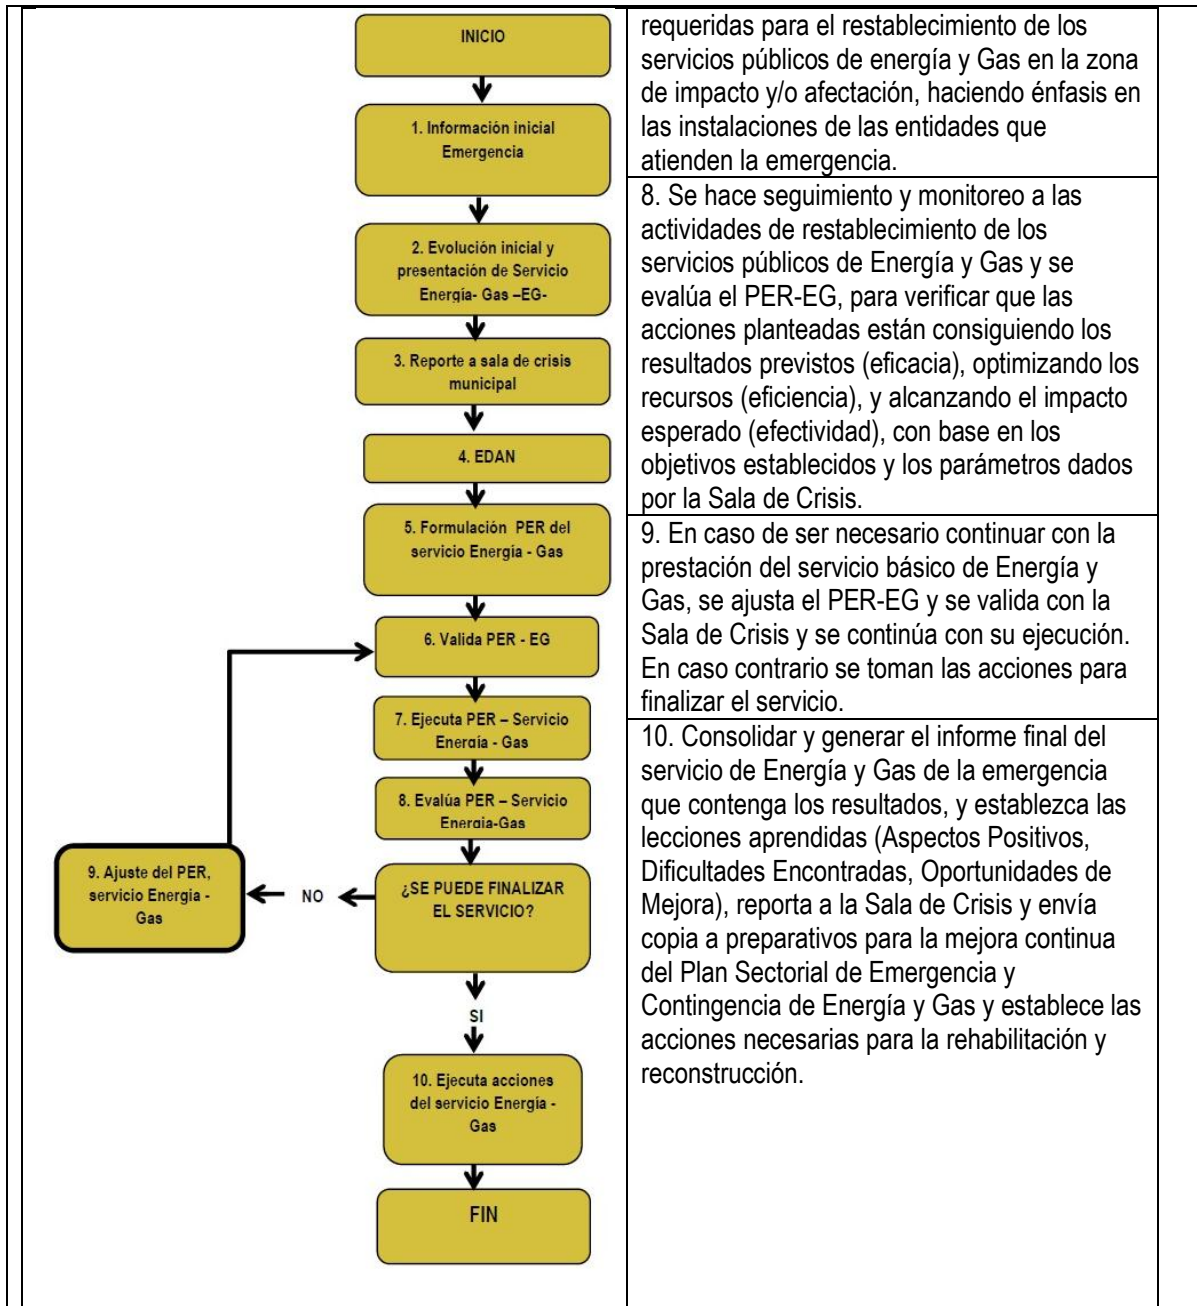 INICIO
1. Información inicial
Emergencia
2. Evolución inicial y
presentación de Servicio
Energía- Gas –EG-
3. Reporte a sala de crisis
municipal
4. EDAN
5. Formulación PER del
servicio Energía - Gas
6. Valida PER - EG
7. Ejecuta PER – Servicio
Energía - Gas
8. Evalúa PER – Servicio
Energia-Gas
9. Ajuste del PER,
servicio Energia -
Gas
NO
¿SE PUEDE FINALIZAR
EL SERVICIO?
SI
10. Ejecuta acciones
del servicio Energía -
Gas
FIN
requeridas para el restablecimiento de los
servicios públicos de energía y Gas en la zona
de impacto y/o afectación, haciendo énfasis en
las instalaciones de las entidades que
atienden la emergencia.
8. Se hace seguimiento y monitoreo a las
actividades de restablecimiento de los
servicios públicos de Energía y Gas y se
evalúa el PER-EG, para verificar que las
acciones planteadas están consiguiendo los
resultados previstos (eficacia), optimizando los
recursos (eficiencia), y alcanzando el impacto
esperado (efectividad), con base en los
objetivos establecidos y los parámetros dados
por la Sala de Crisis.
9. En caso de ser necesario continuar con la
prestación del servicio básico de Energía y
Gas, se ajusta el PER-EG y se valida con la
Sala de Crisis y se continúa con su ejecución.
En caso contrario se toman las acciones para
finalizar el servicio.
10. Consolidar y generar el informe final del
servicio de Energía y Gas de la emergencia
que contenga los resultados, y establezca las
lecciones aprendidas (Aspectos Positivos,
Dificultades Encontradas, Oportunidades de
Mejora), reporta a la Sala de Crisis y envía
copia a preparativos para la mejora continua
del Plan Sectorial de Emergencia y
Contingencia de Energía y Gas y establece las
acciones necesarias para la rehabilitación y
reconstrucción.